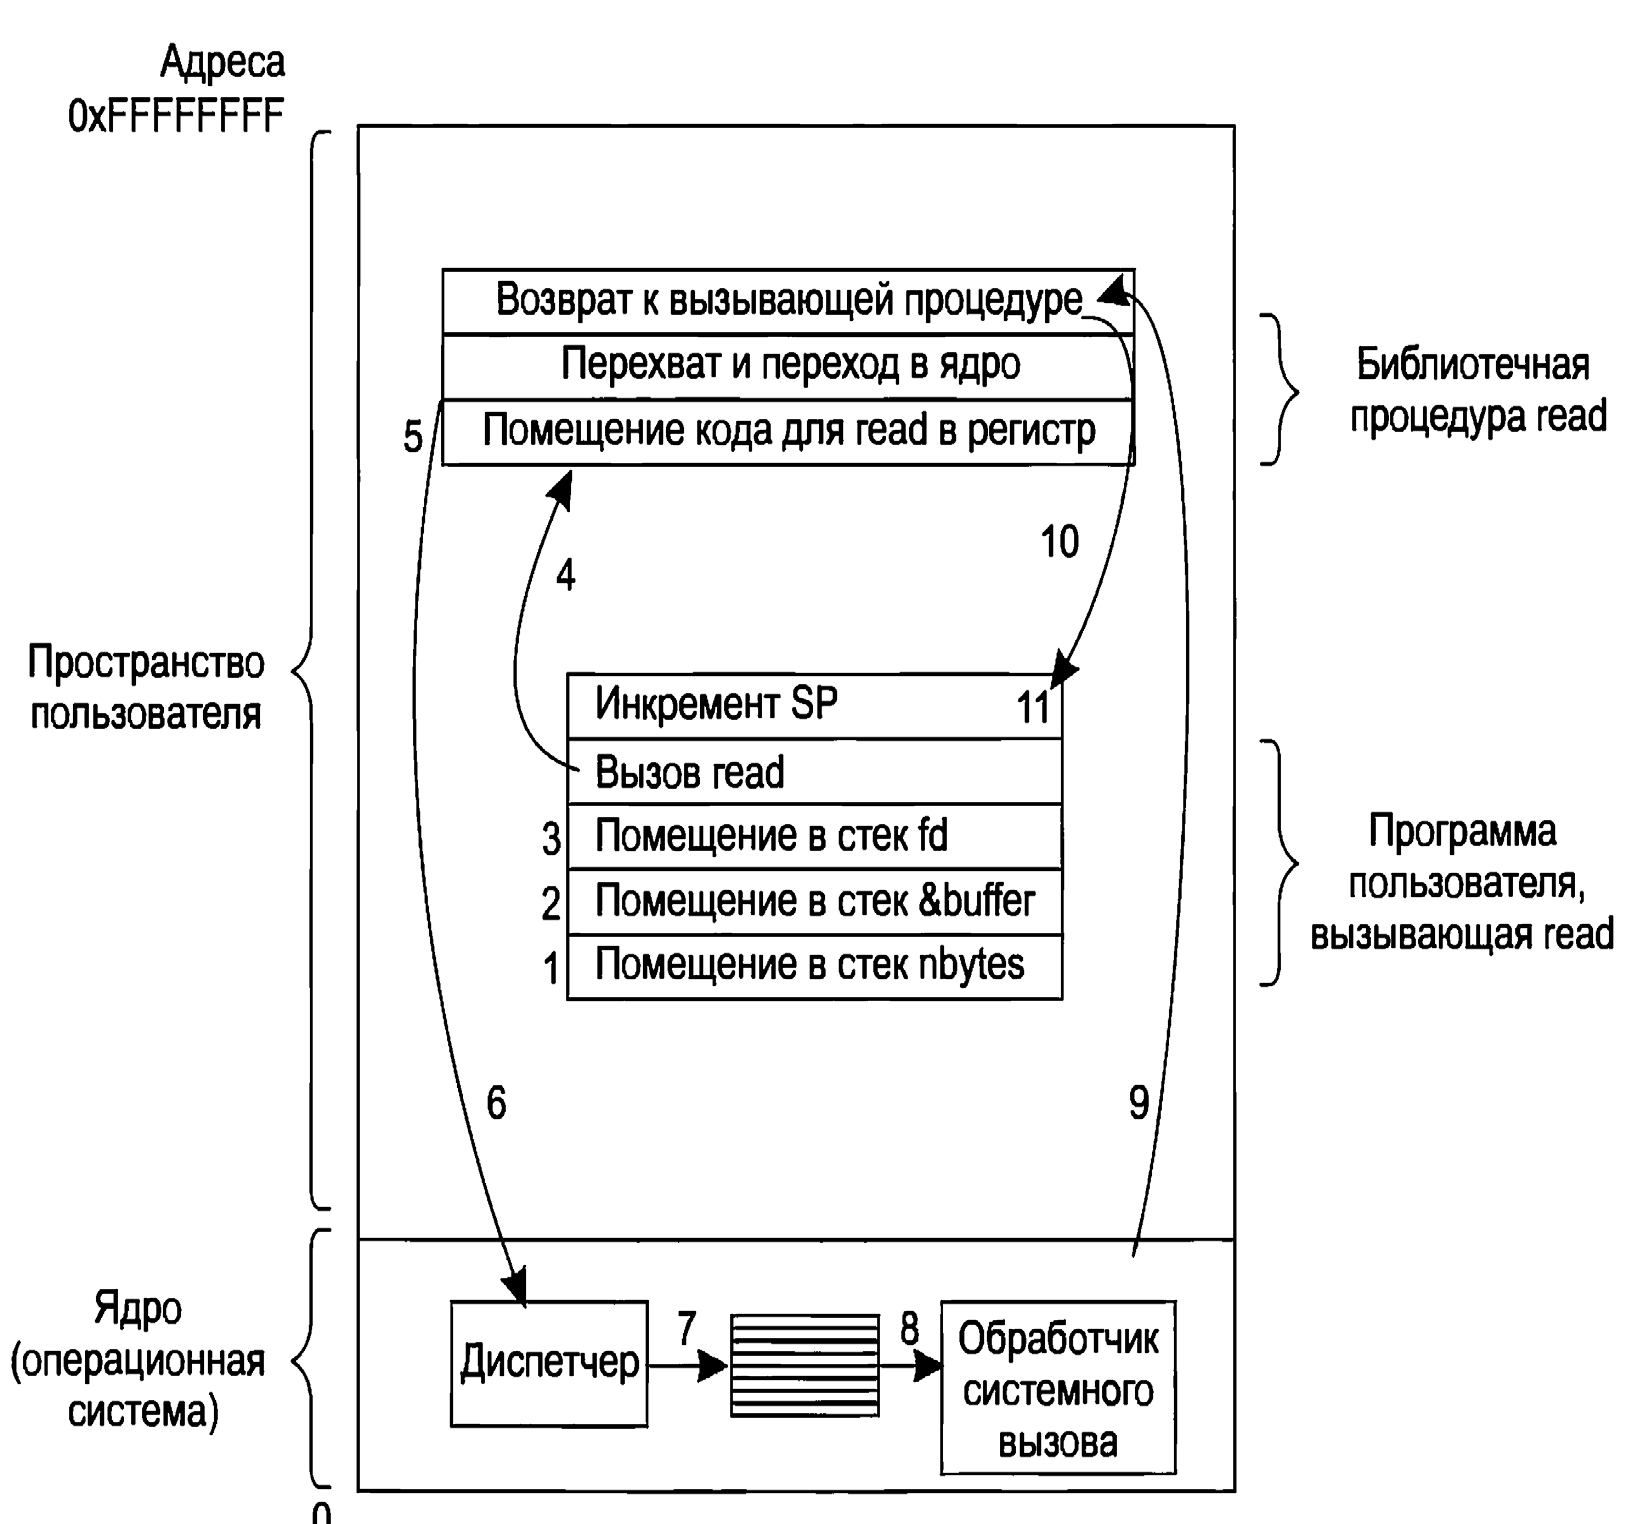 Адреса
0xFFFFFFFF
Возврат к вызывающей процедуре
Перехват и переход в ядро
5 Помещение кода для read в регистр
Библиотечная
процедура read
4
10
Пространство
пользователя
Инкремент SP 11
Вызов read
3 Помещение в стек fd
2 Помещение в стек &buffer
1 Помещение в стек nbytes
Программа
пользователя,
вызывающая read
6
9
Ядро
(операционная
система)
Диспетчер
7
8
Обработчик
системного
вызова
0